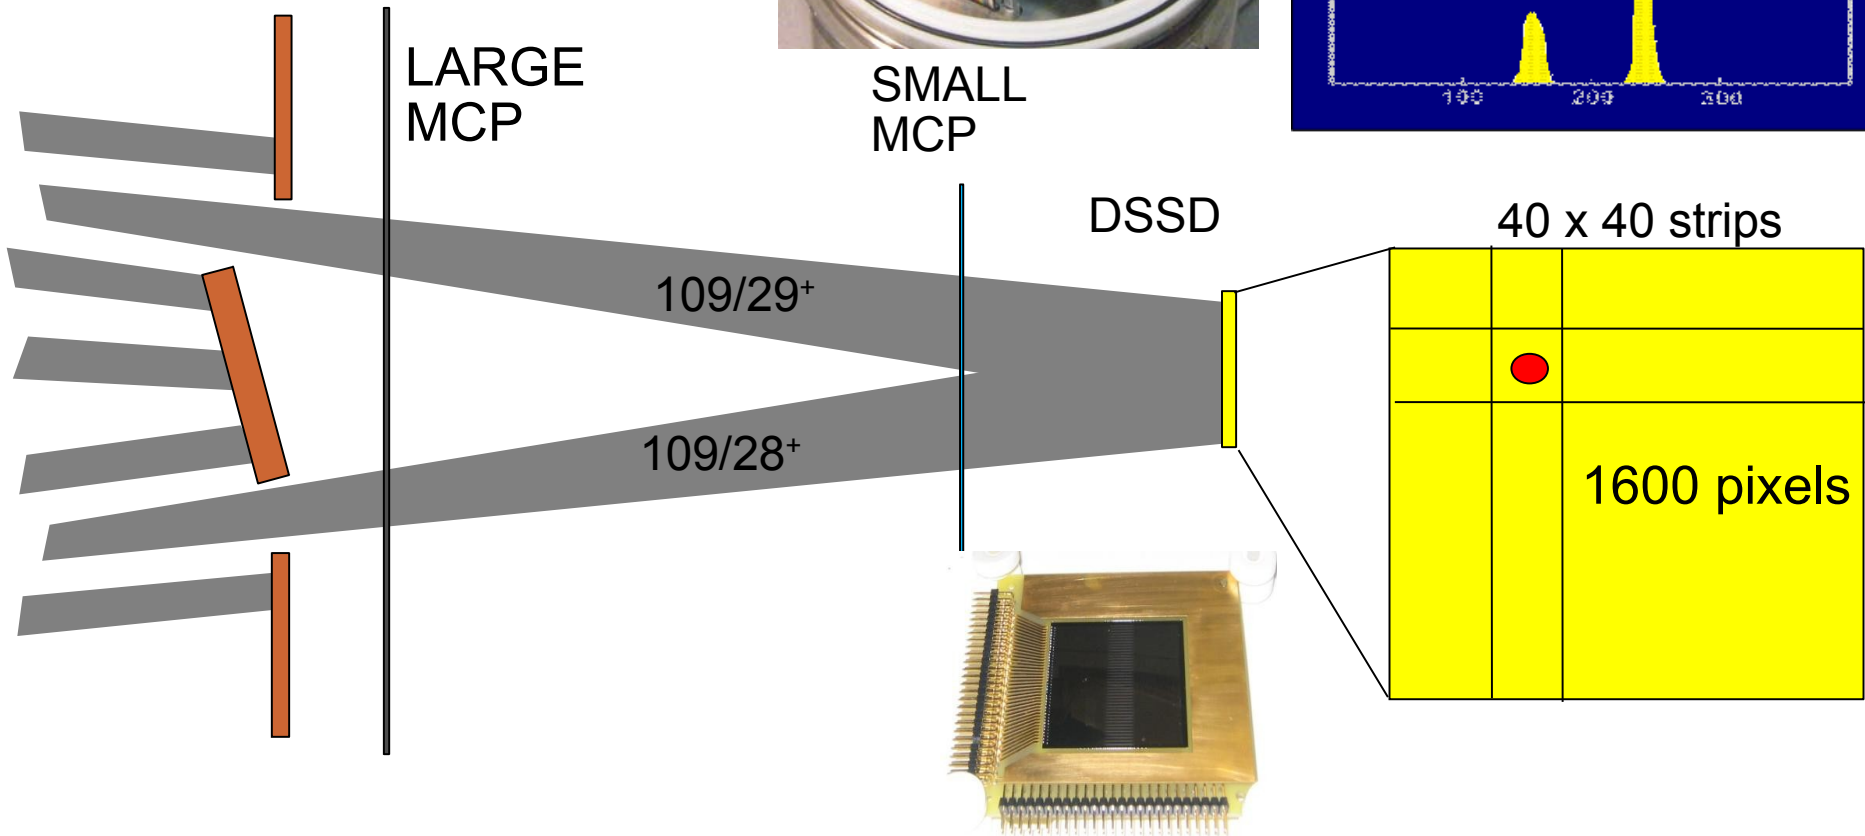 LARGE
MCP
SMALL
MCP
100 200 300
DSSD
40 x 40 strips
109/29⁺
109/28⁺
1600 pixels